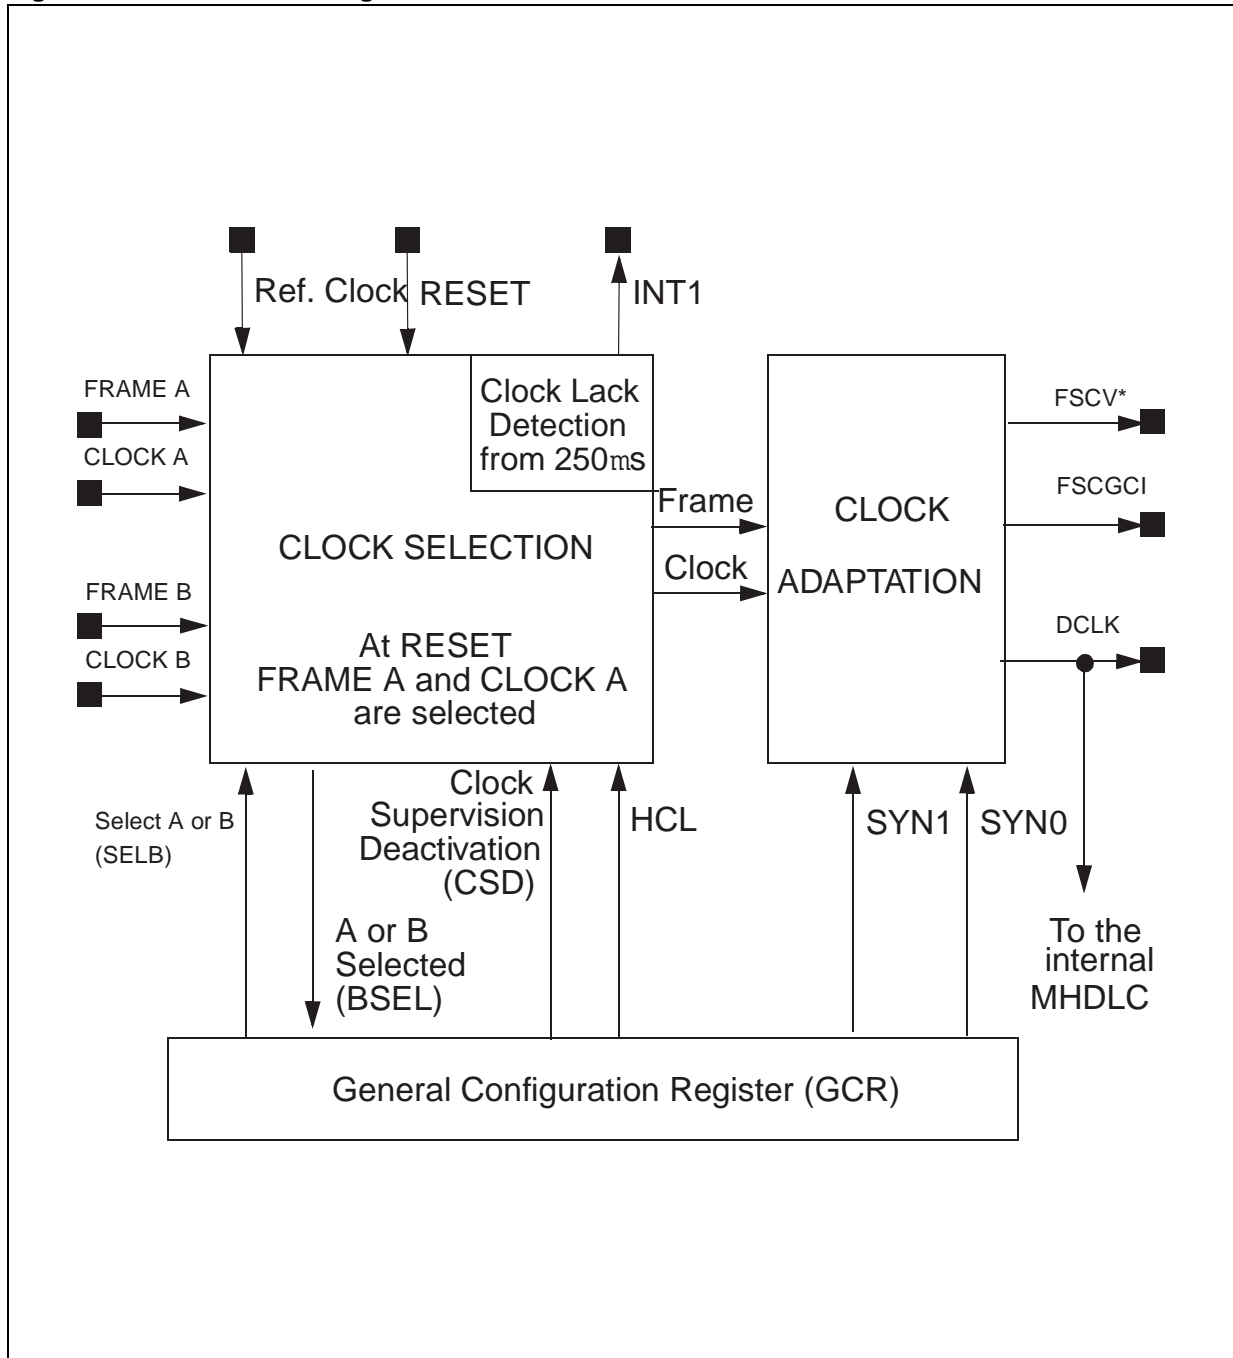 Ref. Clock
RESET
INT1
FRAME A
CLOCK A
FRAME B
CLOCK B
Clock Lack
Detection
from 250ms
CLOCK SELECTION
At RESET
FRAME A and CLOCK A
are selected
Frame
Clock
CLOCK
ADAPTATION
FSCV*
FSCGCI
DCLK
Select A or B
(SELB)
A or B
Selected
(BSEL)
Clock
Supervision
Deactivation
(CSD)
HCL
SYN1
SYN0
To the
internal
MHDLC
General Configuration Register (GCR)